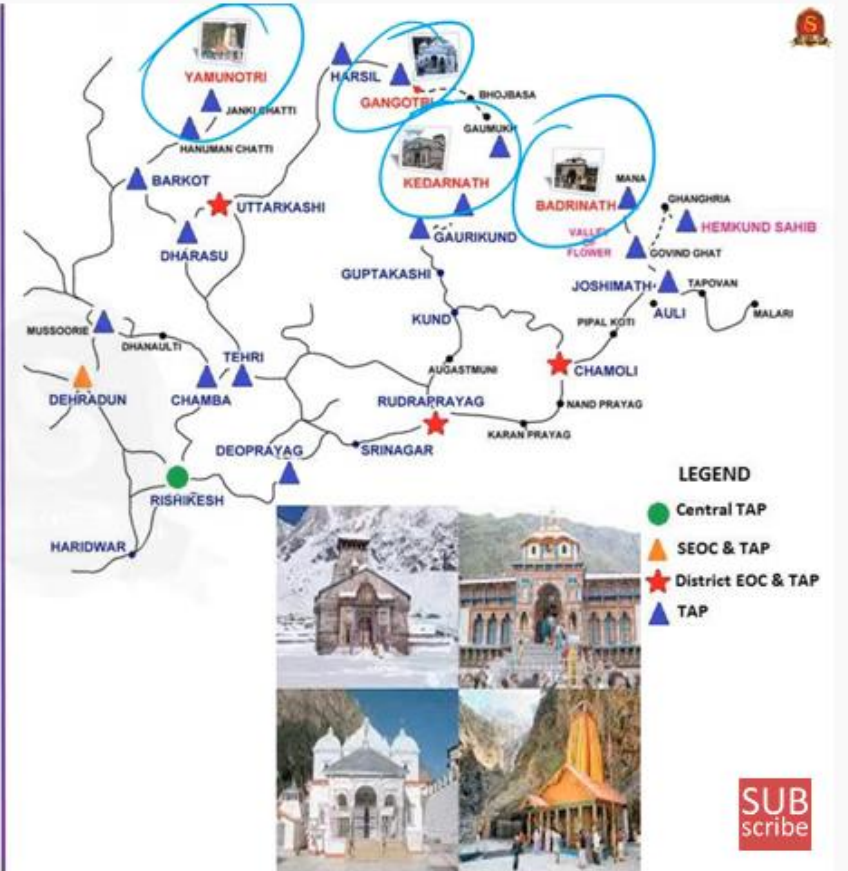 S
YAMUNOTRI
JANKI CHATTI
HANUMAN CHATTI
HARSIL
GANGOTRI
BHOJBASA
GAUMUKH
KEDARNATH
BADRINATH
MANA
GHANGHRIA
HEMKUND SAHIB
BARKOT
UTTARKASHI
DHARASU
GAURIKUND
VALLEY
OF
FLOWER
GOVIND GHAT
GUPTAKASHI
JOSHIMATH
TAPOVAN
AULI
MALARI
KUND
PIPAL KOTI
MUSSOORIE
DHANAULTI
TEHRI
AUGASTMUNI
CHAMOLI
DEHRADUN
CHAMBA
RUDRAPRAYAG
NAND PRAYAG
KARAN PRAYAG
DEOPRAYAG
SRINAGAR
RISHIKESH
HARIDWAR
LEGEND
Central TAP
SEOC & TAP
District EOC & TAP
TAP
SUB
scribe